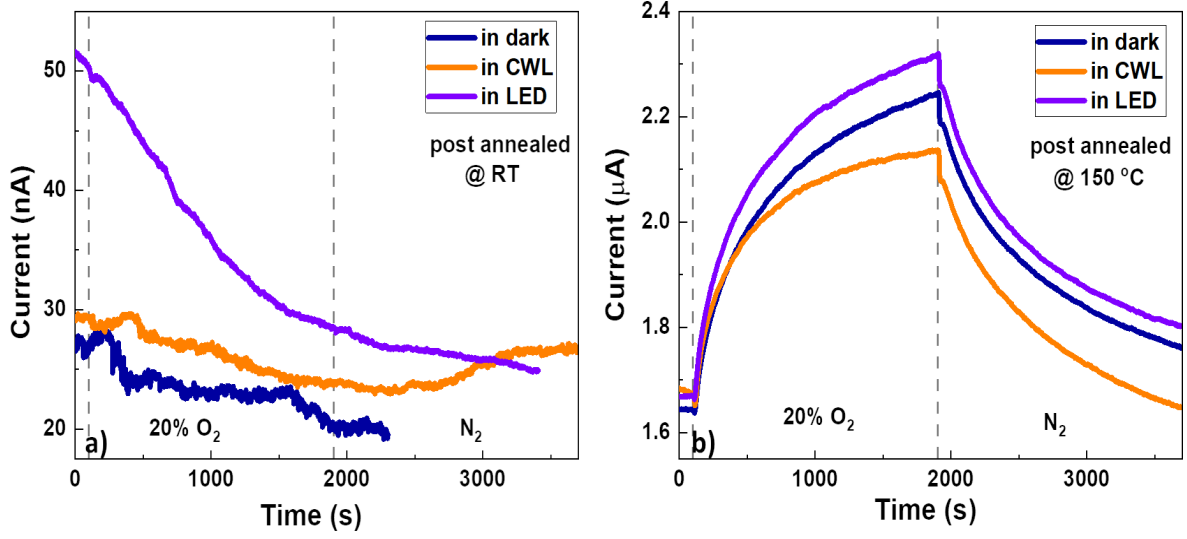 50
40
30
20
Current (nA)
in dark
in CWL
in LED
post annealed
@ RT
a)
20% O₂
N₂
0
1000
2000
3000
Time (s)
2.4
2.2
2.0
1.8
1.6
Current (μA)
in dark
in CWL
in LED
post annealed
@ 150 °C
b)
20% O₂
N₂
0
1000
2000
3000
Time (s)